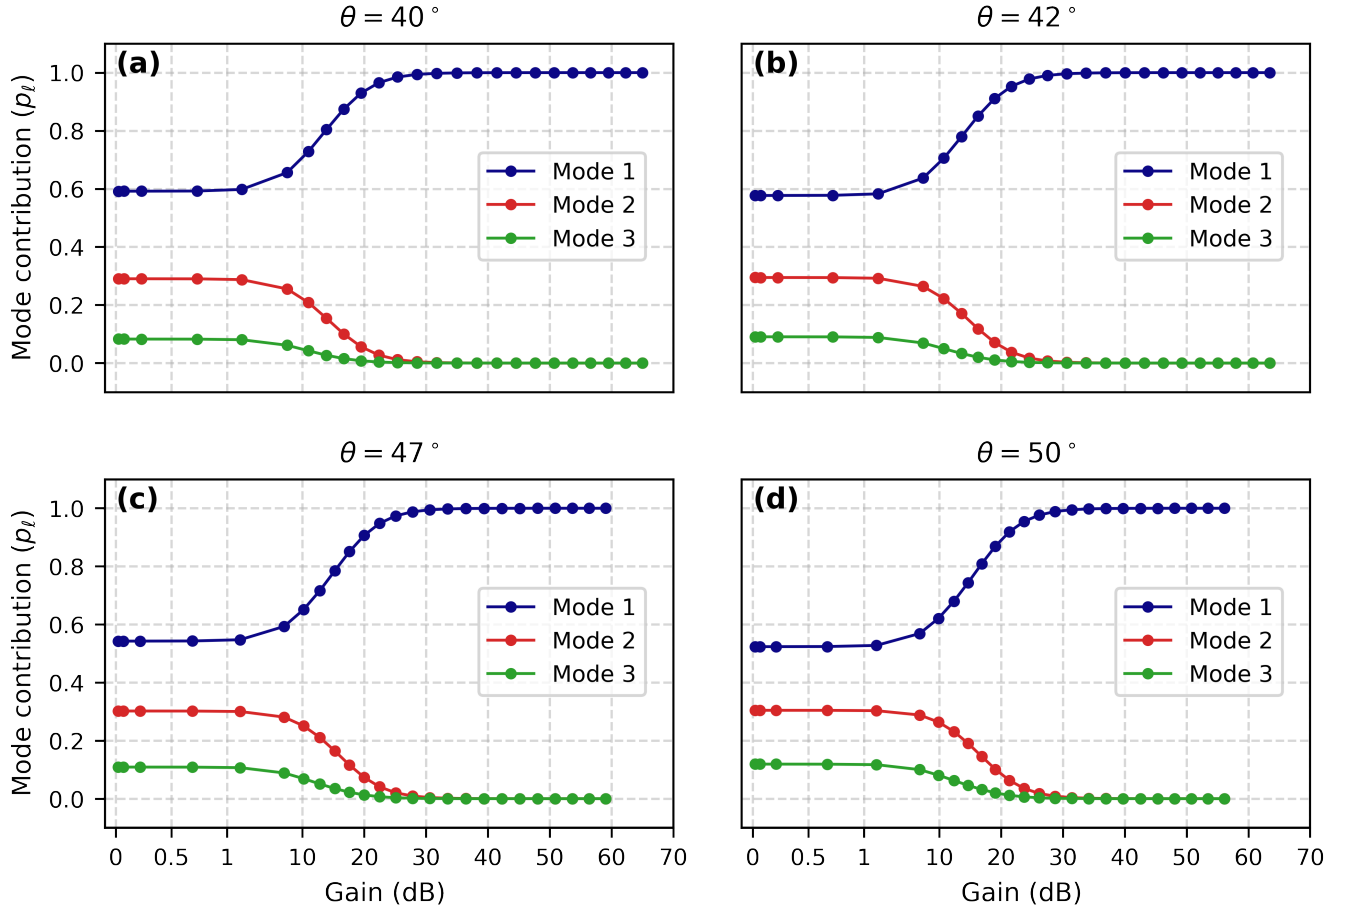 θ = 40°
θ = 42°
(a)
Mode contribution (pℓ)
1.0
0.8
0.6
0.4
0.2
0.0
Mode 1
Mode 2
Mode 3
(b)
Mode 1
Mode 2
Mode 3
θ = 47°
θ = 50°
(c)
Mode contribution (pℓ)
1.0
0.8
0.6
0.4
0.2
0.0
Mode 1
Mode 2
Mode 3
(d)
Mode 1
Mode 2
Mode 3
0 0.5 1 10 20 30 40 50 60 70
0 0.5 1 10 20 30 40 50 60 70
Gain (dB)
Gain (dB)